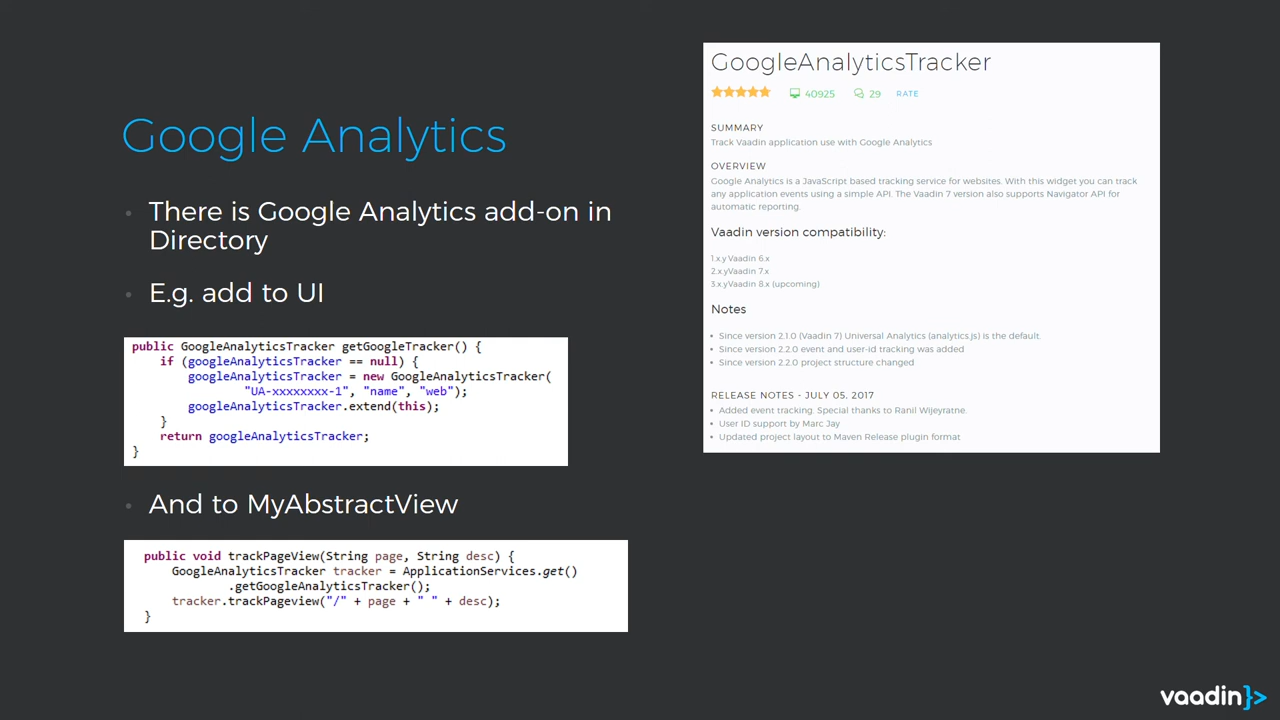 Google Analytics
• There is Google Analytics add-on in
Directory
• E.g. add to UI
public GoogleAnalyticsTracker getGoogleTracker() {
if (googleAnalyticsTracker == null) {
googleAnalyticsTracker = new GoogleAnalyticsTracker(
"UA-xxxxxxxx-1", "name", "web");
googleAnalyticsTracker.extend(this);
}
return googleAnalyticsTracker;
}
• And to MyAbstractView
public void trackPageView(String page, String desc) {
GoogleAnalyticsTracker tracker = ApplicationServices.get()
.getGoogleAnalyticsTracker();
tracker.trackPageview("/" + page + " " + desc);
}
GoogleAnalyticsTracker
40925 29 RATE
SUMMARY
Track Vaadin application use with Google Analytics
OVERVIEW
Google Analytics is a JavaScript based tracking service for websites. With this widget you can track
any application events using a simple API. The Vaadin 7 version also supports Navigator API for
automatic reporting.
Vaadin version compatibility:
1.x.y Vaadin 6.x
2.x.yVaadin 7.x
3.x.yVaadin 8.x (upcoming)
Notes
• Since version 2.1.0 (Vaadin 7) Universal Analytics (analytics.js) is the default.
• Since version 2.2.0 event and user-id tracking was added
• Since version 2.2.0 project structure changed
RELEASE NOTES - JULY 05, 2017
• Added event tracking. Special thanks to Ranil Wijeyratne.
• User ID support by Marc Jay
• Updated project layout to Maven Release plugin format
vaadin}>